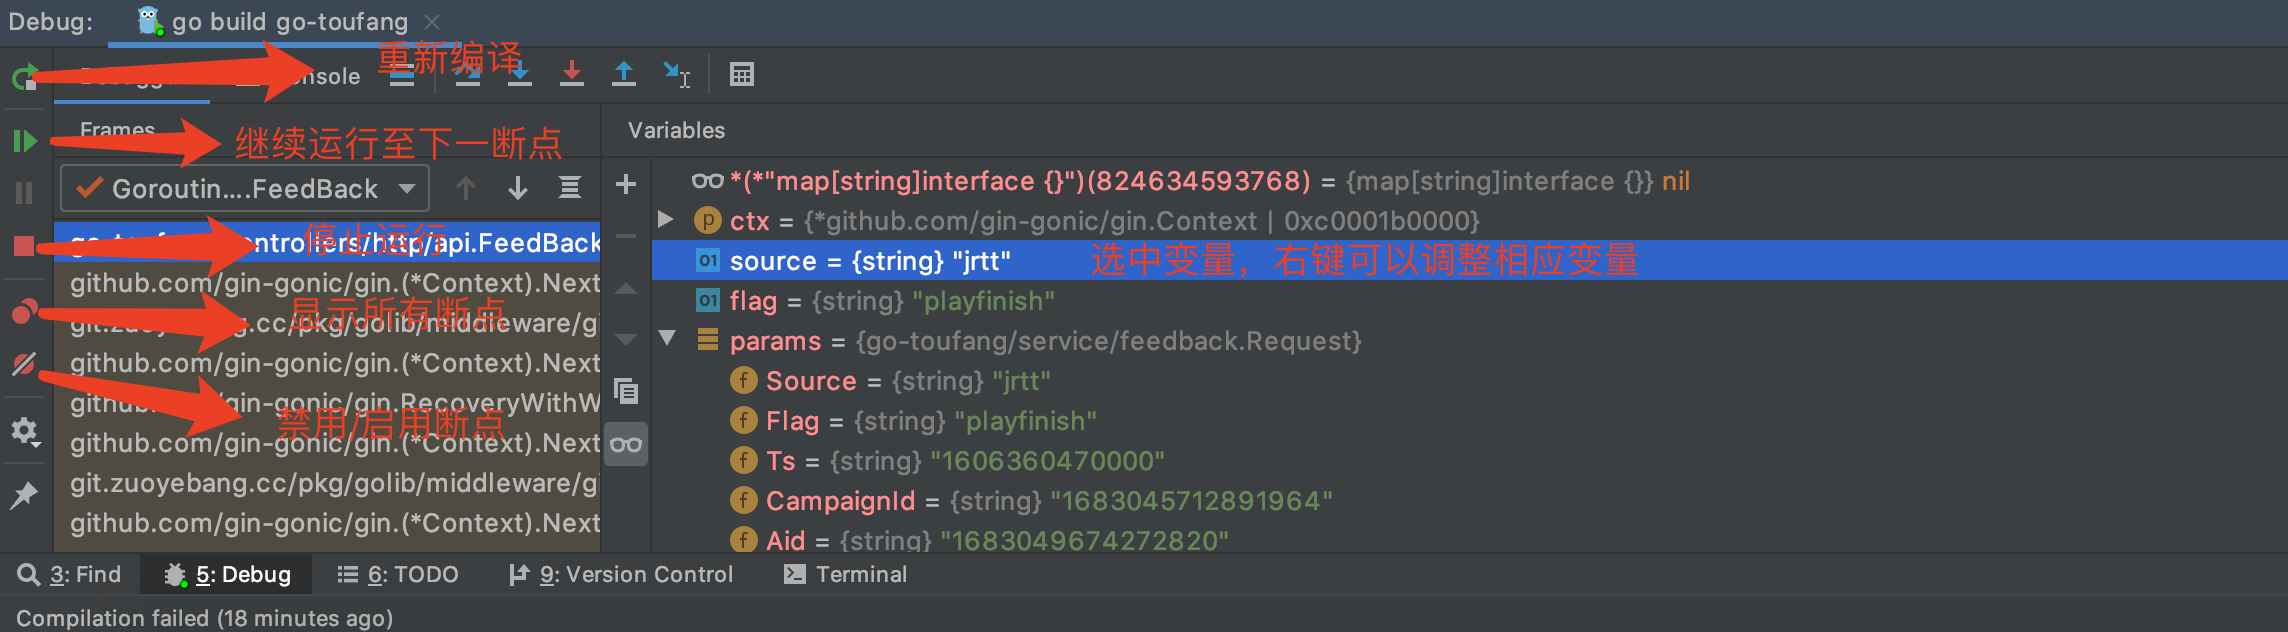 Debug: go build go-toufang
重新编译
nsole
Frames
继续运行至下一断点
Variables
Goroutin....FeedBack
*(*"map[string]interface {}")(824634593768) = {map[string]interface {}} nil
ctx = {*github.com/gin-gonic/gin.Context | 0xc0001b0000}
停止运行
ntrollers/http/api.FeedBack
source = {string} "jrtt"
选中变量，右键可以调整相应变量
github.com/gin-gonic/gin.(*Context).Next
flag = {string} "playfinish"
显示所有断点
git.zuoyebang.cc/pkg/golib/middleware/gi
params = {go-toufang/service/feedback.Request}
github.com/gin-gonic/gin.(*Context).Next
Source = {string} "jrtt"
github.com/gin-gonic/gin.RecoveryWithW
禁用/启用断点
Flag = {string} "playfinish"
github.com/gin-gonic/gin.(*Context).Next
Ts = {string} "1606360470000"
git.zuoyebang.cc/pkg/golib/middleware/gi
CampaignId = {string} "1683045712891964"
github.com/gin-gonic/gin.(*Context).Next
Aid = {string} "1683049674272820"
3: Find 5: Debug 6: TODO 9: Version Control Terminal
Compilation failed (18 minutes ago)